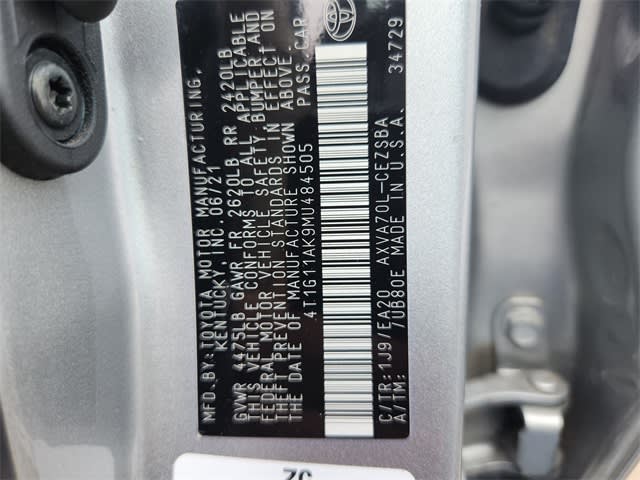 MFD. BY: TOYOTA MOTOR MANUFACTURING,
KENTUCKY, INC. 06/21
GVWR 4475LB GAWR FR 2620LB RR 2420LB
THIS VEHICLE CONFORMS TO ALL APPLICABLE
FEDERAL MOTOR VEHICLE SAFETY, BUMPER, AND
THEFT PREVENTION STANDARDS IN EFFECT ON
THE DATE OF MANUFACTURE SHOWN ABOVE.
4T1G11AK9MU484505 PASS. CAR
C/TR: 1J9/EA20 AXVA70L-CEZSBA 34729
A/TM: /UB80E MADE IN U.S.A.